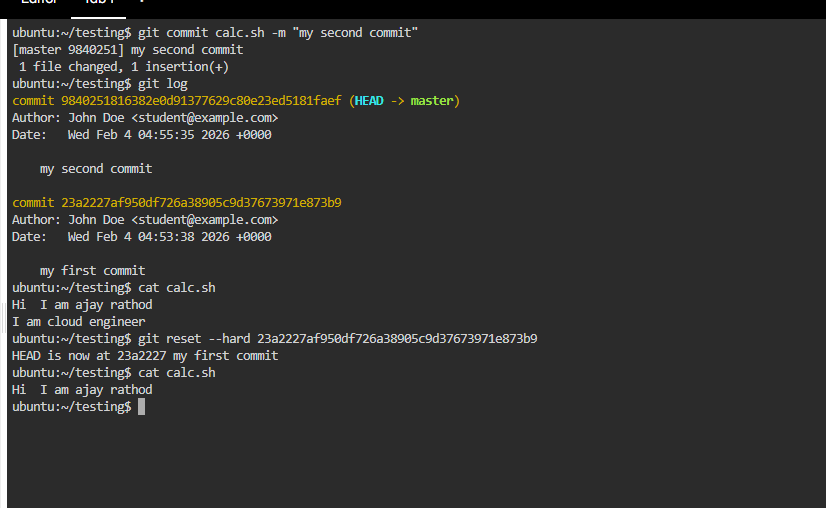 Editor Tab 1 +
ubuntu:~/testing$ git commit calc.sh -m "my second commit"
[master 9840251] my second commit
 1 file changed, 1 insertion(+)
ubuntu:~/testing$ git log
commit 9840251816382e0d91377629c80e23ed5181faef (HEAD -> master)
Author: John Doe <student@example.com>
Date:   Wed Feb 4 04:55:35 2026 +0000
    my second commit
commit 23a2227af950df726a38905c9d37673971e873b9
Author: John Doe <student@example.com>
Date:   Wed Feb 4 04:53:38 2026 +0000
    my first commit
ubuntu:~/testing$ cat calc.sh
Hi  I am ajay rathod
I am cloud engineer
ubuntu:~/testing$ git reset --hard 23a2227af950df726a38905c9d37673971e873b9
HEAD is now at 23a2227 my first commit
ubuntu:~/testing$ cat calc.sh
Hi  I am ajay rathod
ubuntu:~/testing$